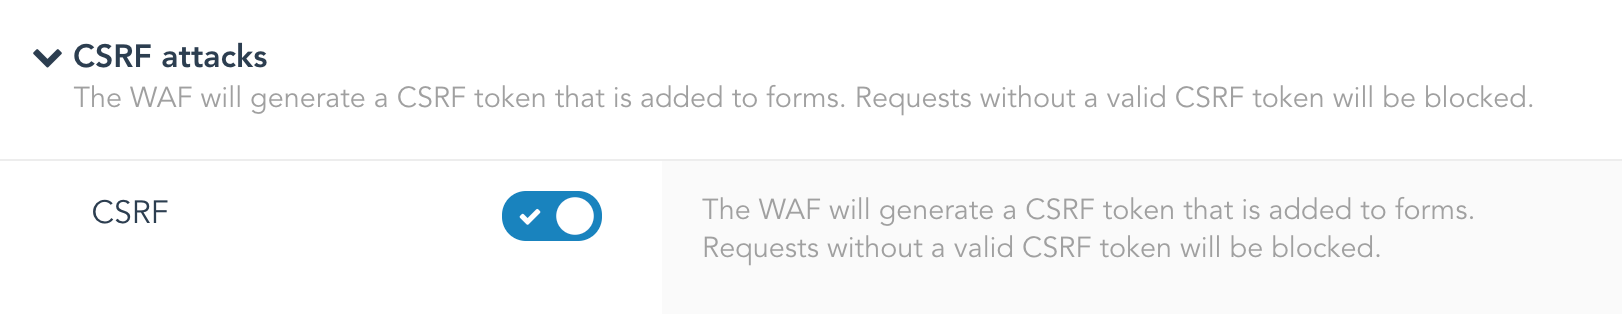 CSRF attacks
The WAF will generate a CSRF token that is added to forms. Requests without a valid CSRF token will be blocked.
CSRF
The WAF will generate a CSRF token that is added to forms.
Requests without a valid CSRF token will be blocked.